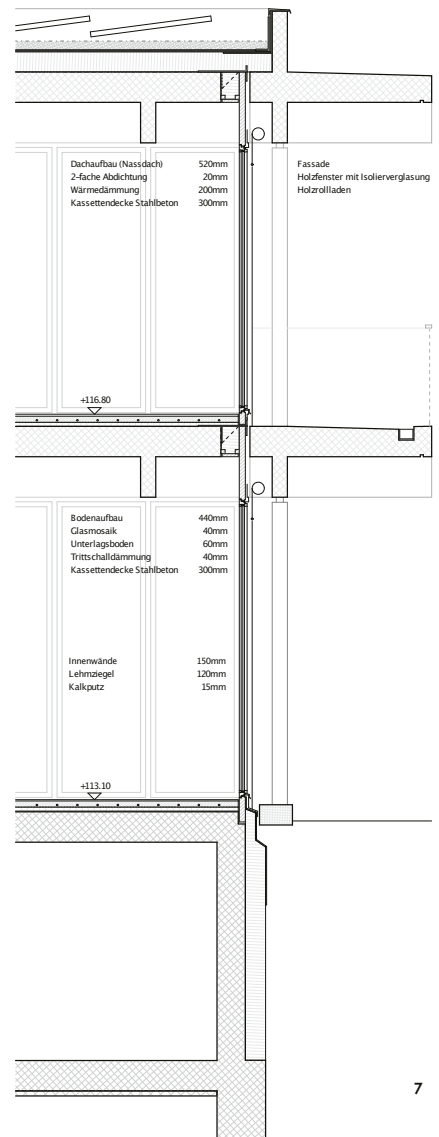 Dachaufbau (Nassdach) 520mm
2-fache Abdichtung 20mm
Wärmedämmung 200mm
Kassettendecke Stahlbeton 300mm
Fassade
Holzfenster mit Isolierverglasung
Holzrollladen
+116.80
Bodenaufbau 440mm
Glasmosaik 40mm
Unterlagsboden 60mm
Trittschalldämmung 40mm
Kassettendecke Stahlbeton 300mm
Innenwände 150mm
Lehmziegel 120mm
Kalkputz 15mm
+113.10
7